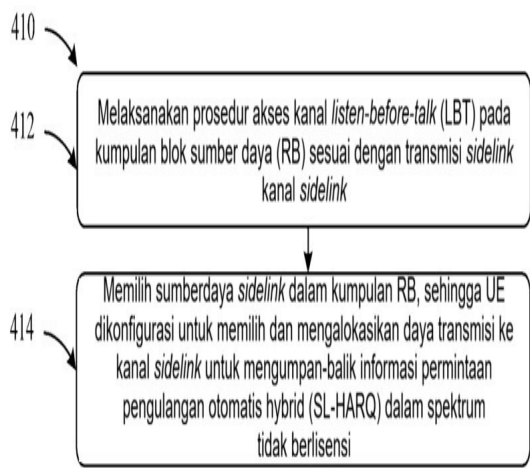 410
412
Melaksanakan prosedur akses kanal listen-before-talk (LBT) pada
kumpulan blok sumber daya (RB) sesuai dengan transmisi sidelink
kanal sidelink
414
Memilih sumberdaya sidelink dalam kumpulan RB, sehingga UE
dikonfigurasi untuk memilih dan mengalokasikan daya transmisi ke
kanal sidelink untuk mengumpan-balik informasi permintaan
pengulangan otomatis hybrid (SL-HARQ) dalam spektrum
tidak berlisensi